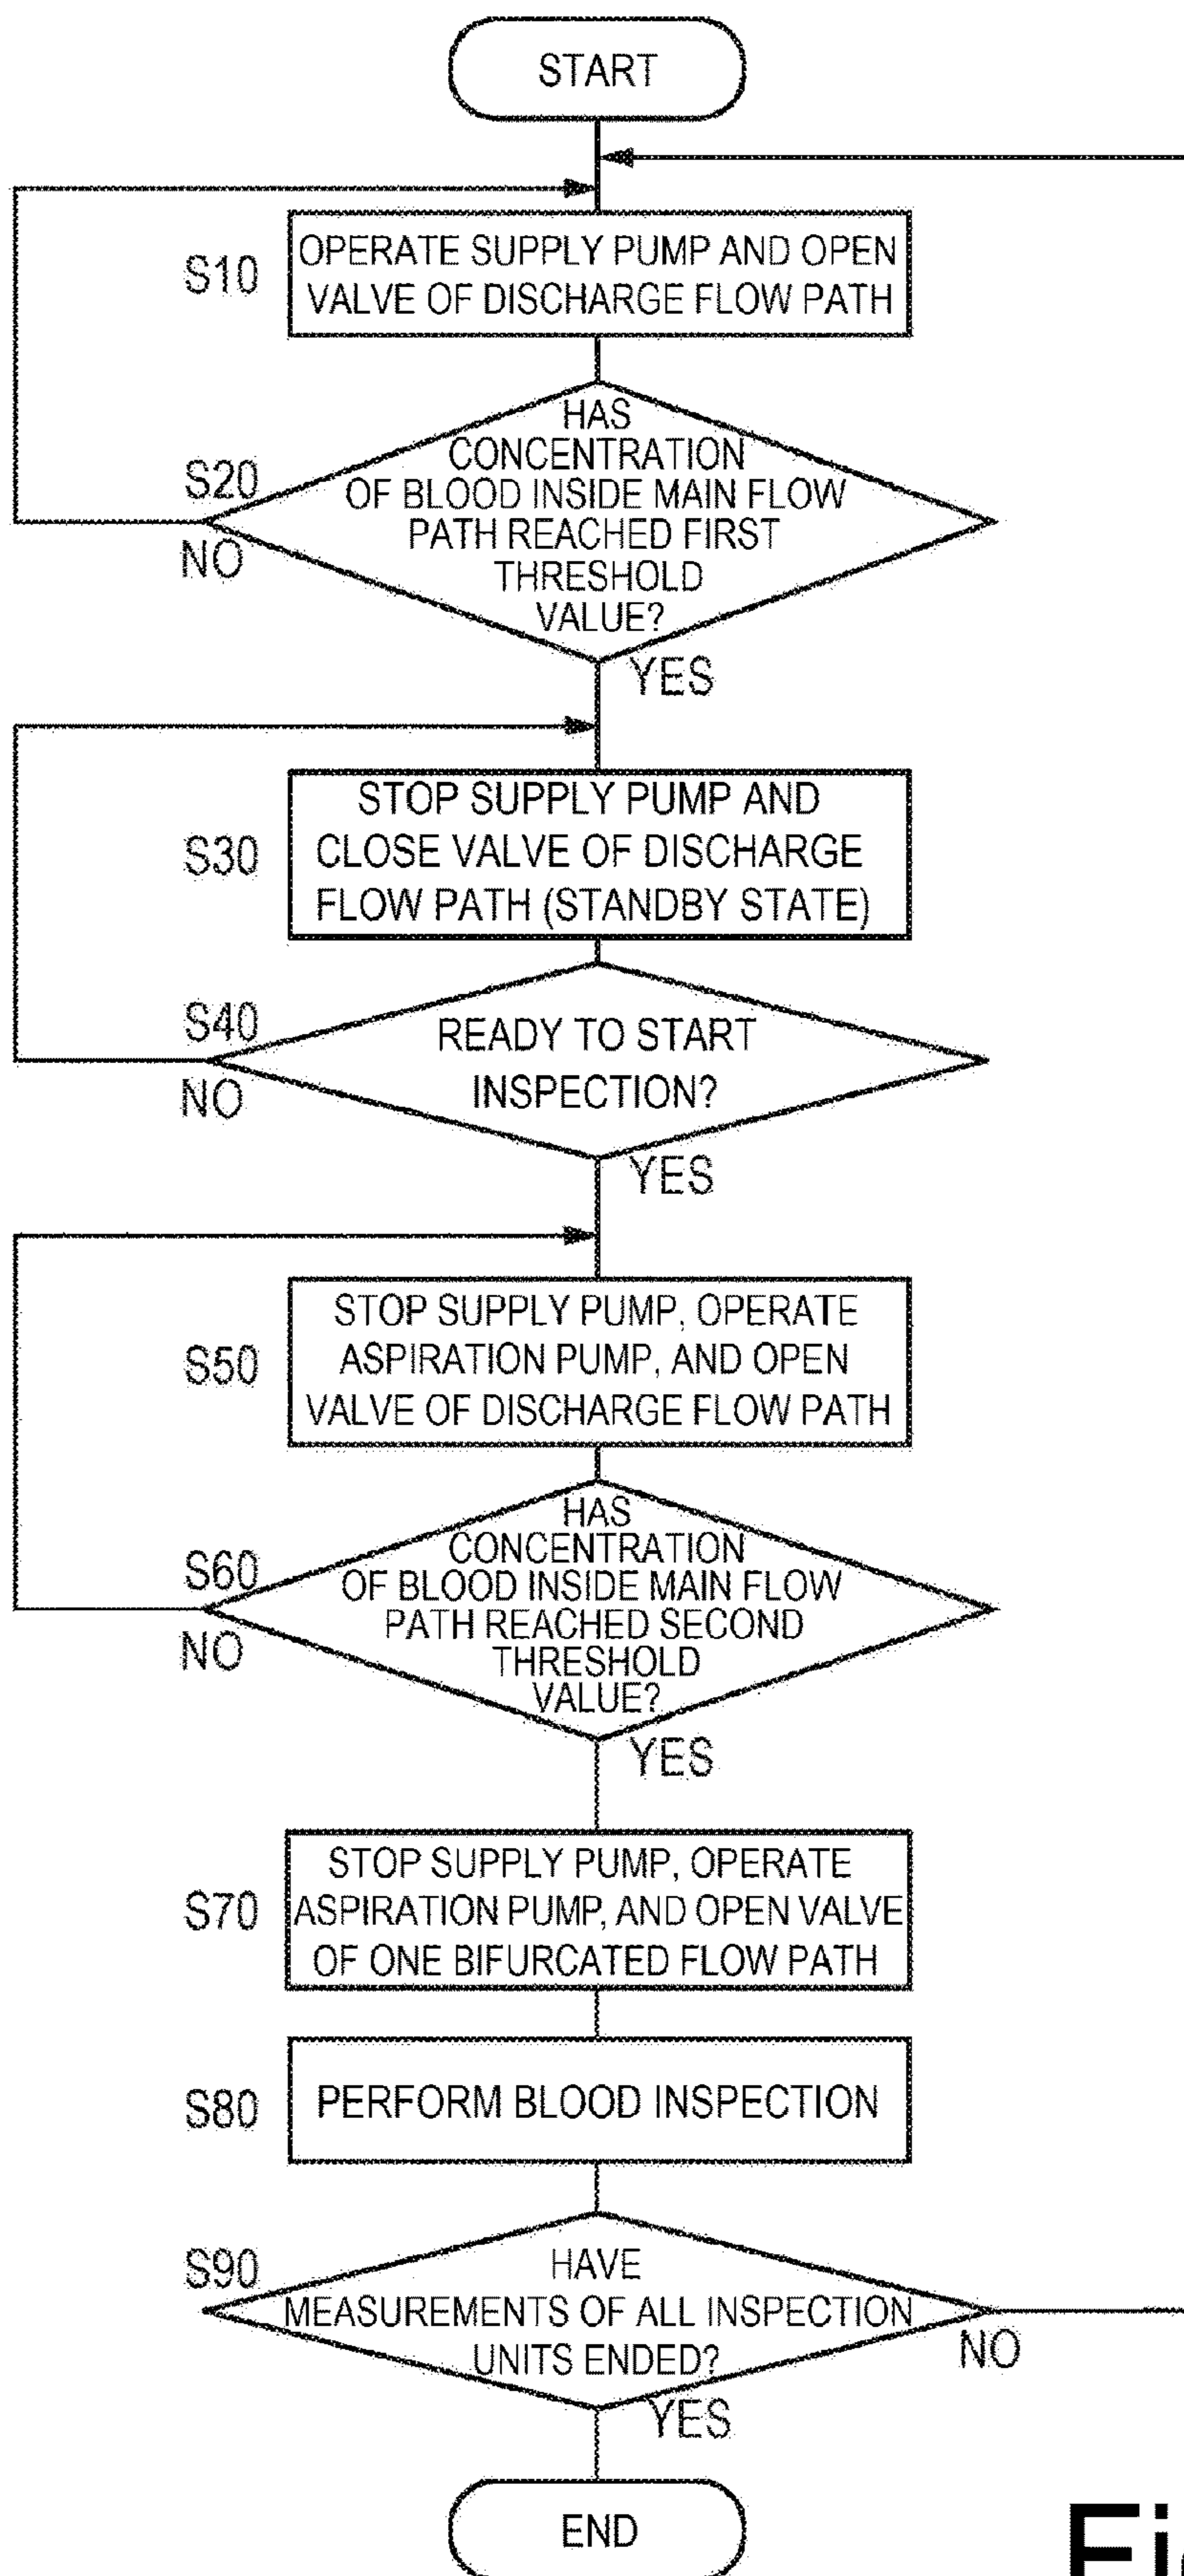 START
S10
OPERATE SUPPLY PUMP AND OPEN
VALVE OF DISCHARGE FLOW PATH
S20
HAS
CONCENTRATION
OF BLOOD INSIDE MAIN FLOW
PATH REACHED FIRST
THRESHOLD
VALUE?
NO
YES
S30
STOP SUPPLY PUMP AND
CLOSE VALVE OF DISCHARGE
FLOW PATH (STANDBY STATE)
S40
READY TO START
INSPECTION?
NO
YES
S50
STOP SUPPLY PUMP, OPERATE
ASPIRATION PUMP, AND OPEN
VALVE OF DISCHARGE FLOW PATH
S60
HAS
CONCENTRATION
OF BLOOD INSIDE MAIN FLOW
PATH REACHED SECOND
THRESHOLD
VALUE?
NO
YES
S70
STOP SUPPLY PUMP, OPERATE
ASPIRATION PUMP, AND OPEN VALVE
OF ONE BIFURCATED FLOW PATH
S80
PERFORM BLOOD INSPECTION
S90
HAVE
MEASUREMENTS OF ALL INSPECTION
UNITS ENDED?
NO
YES
END